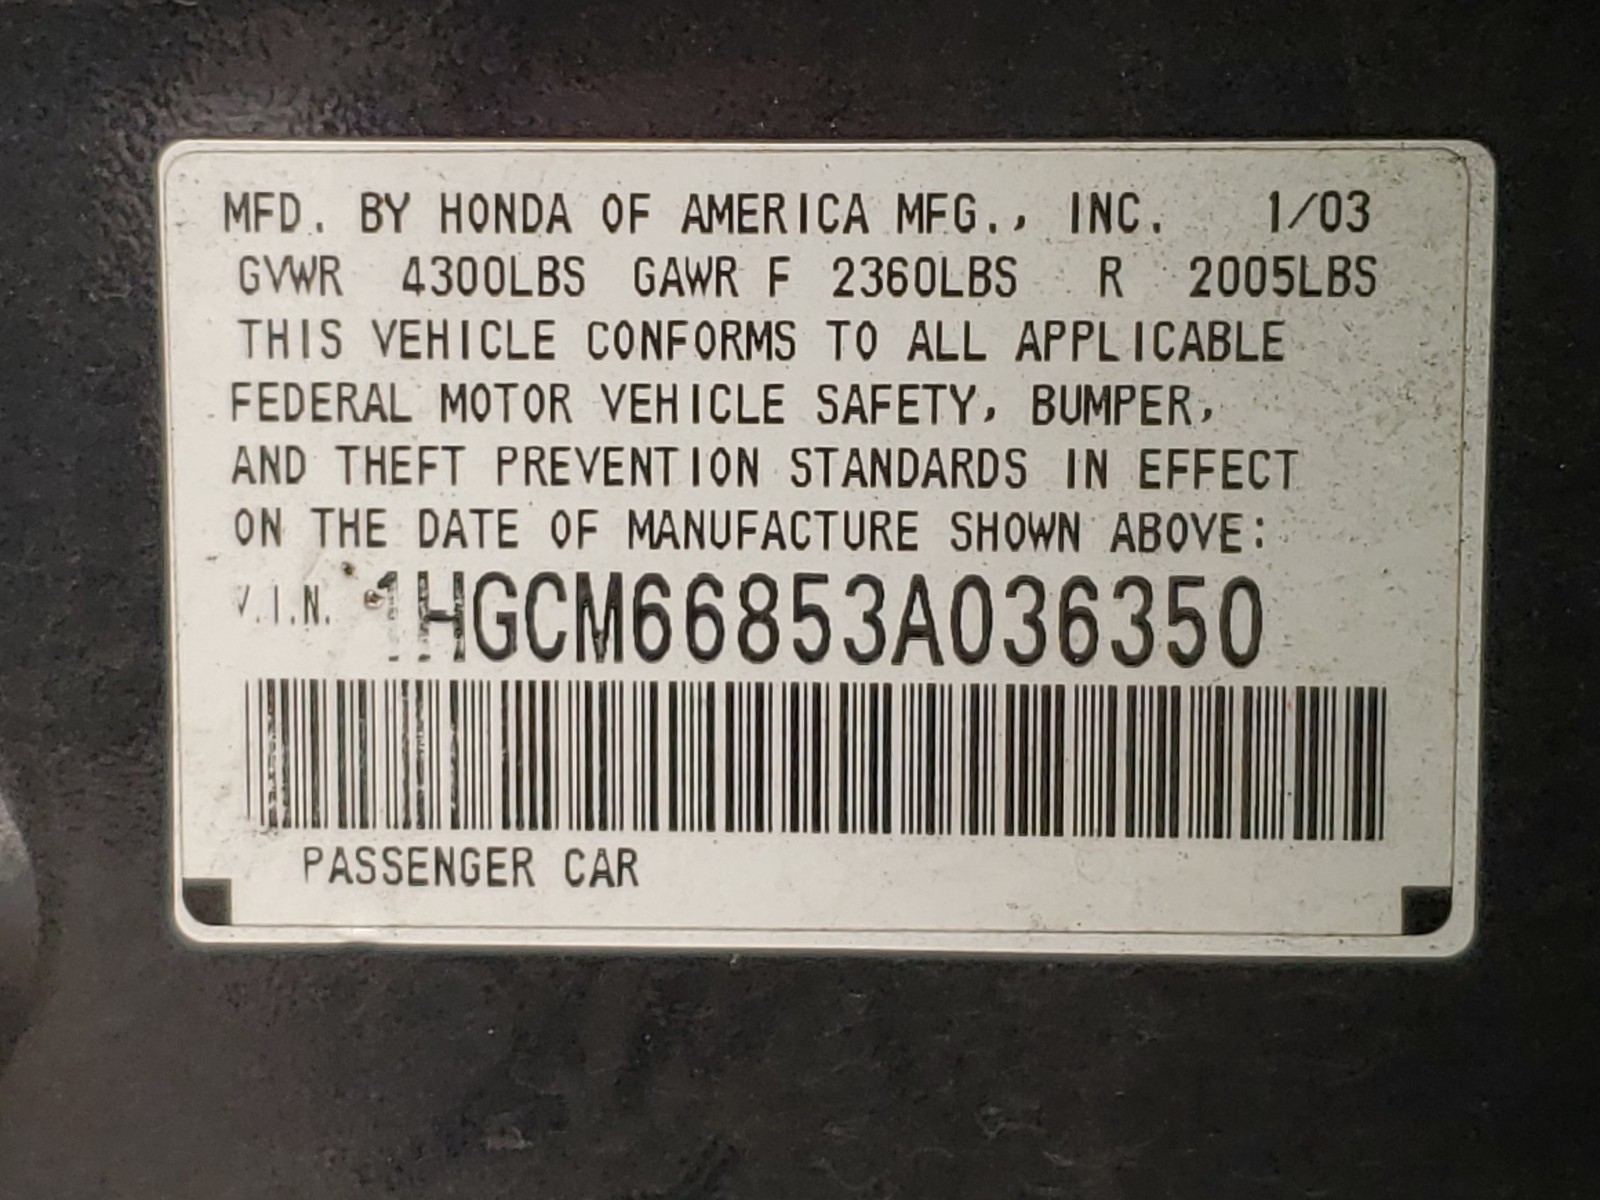 MFD. BY HONDA OF AMERICA MFG., INC. 1/03
GVWR 4300LBS GAWR F 2360LBS R 2005LBS
THIS VEHICLE CONFORMS TO ALL APPLICABLE
FEDERAL MOTOR VEHICLE SAFETY, BUMPER,
AND THEFT PREVENTION STANDARDS IN EFFECT
ON THE DATE OF MANUFACTURE SHOWN ABOVE:
V.I.N. 1HGCM66853A036350
PASSENGER CAR